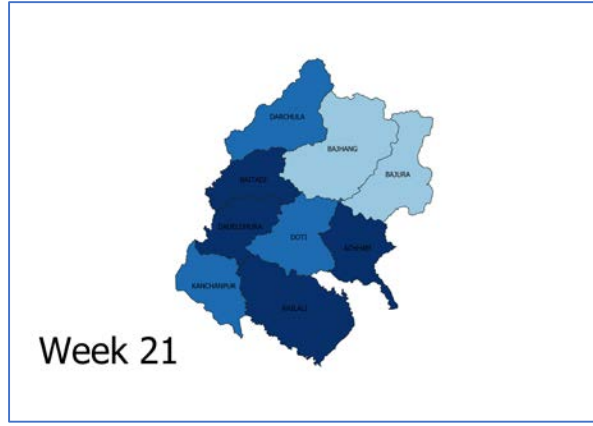 DARCHULA
BAJHANG
BAJURA
BAITADI
DADELDHURA
DOTI
ACHHAM
KANCHANPUR
KAILALI
Week 21